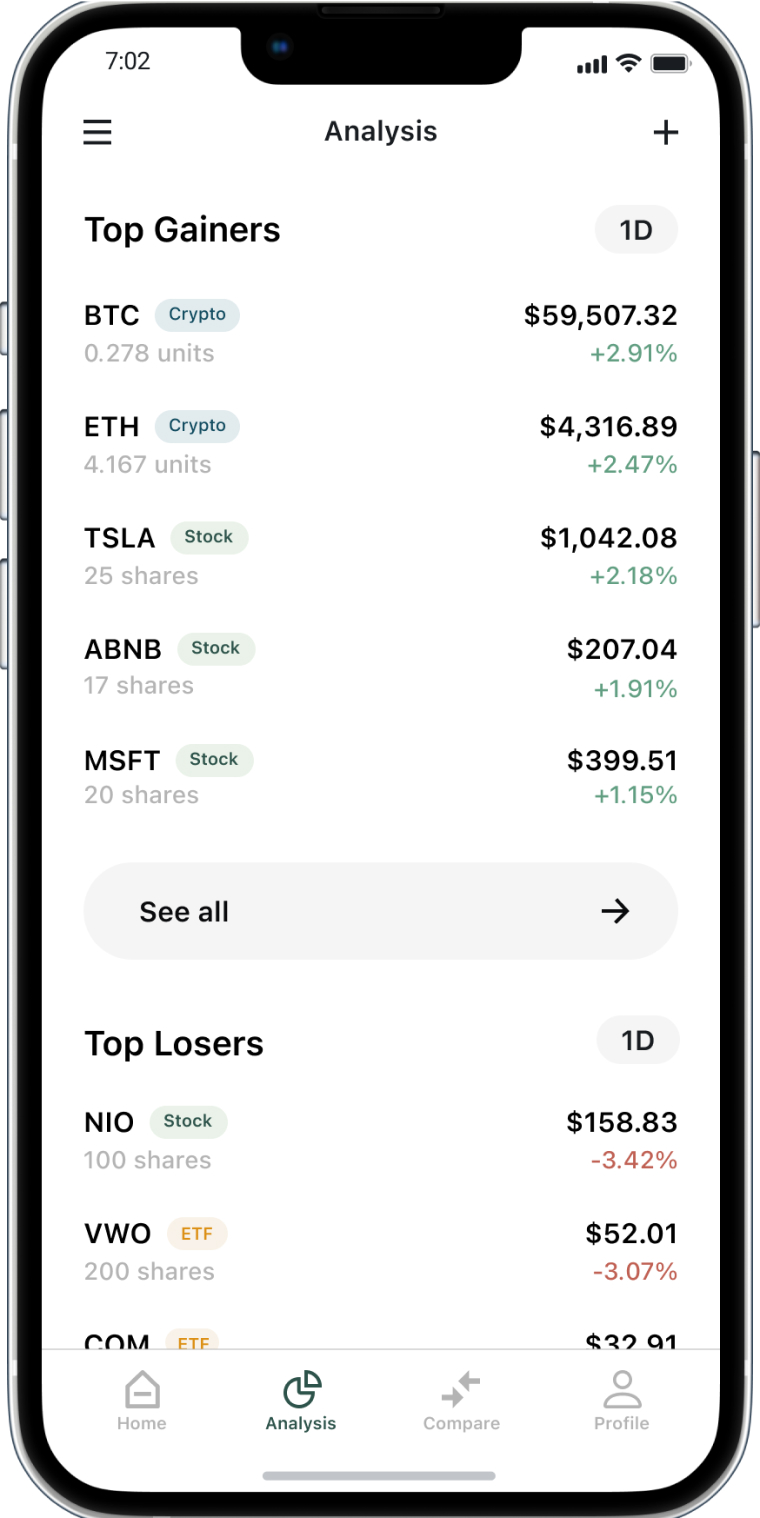 7:02
Analysis
Top Gainers 1D
BTC Crypto $59,507.32
0.278 units +2.91%
ETH Crypto $4,316.89
4.167 units +2.47%
TSLA Stock $1,042.08
25 shares +2.18%
ABNB Stock $207.04
17 shares +1.91%
MSFT Stock $399.51
20 shares +1.15%
See all
Top Losers 1D
NIO Stock $158.83
100 shares -3.42%
VWO ETF $52.01
200 shares -3.07%
COM ETF $32.91
Home Analysis Compare Profile